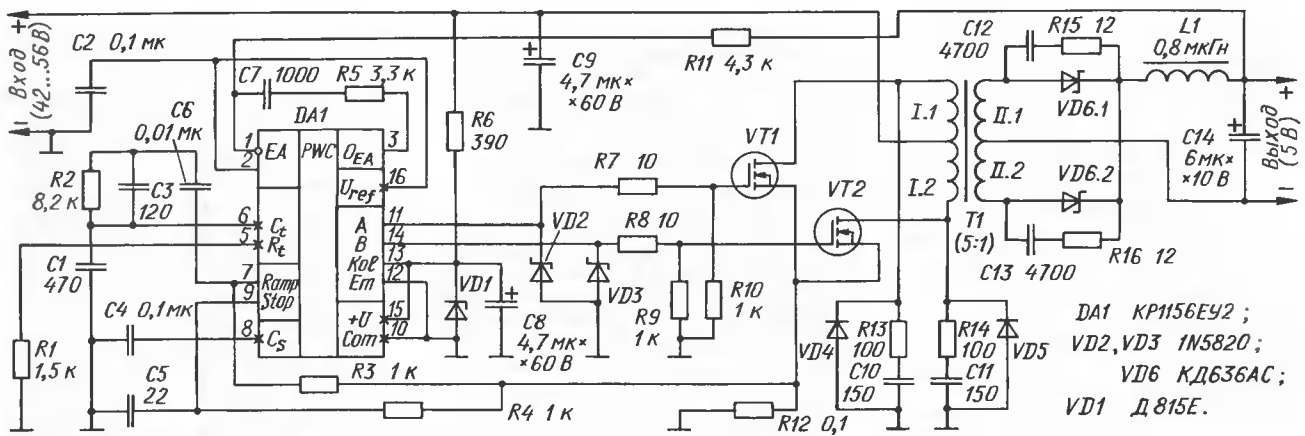 +
Вход
(42...56 В)
−
C2 0,1 мк
C7 1000
R5 3,3 к
C6
0,01 мк
DA1
R2
8,2 к
C3
120
C1
470
C4 0,1 мк
C5
22
R1
1,5 к
1
2
6
5
7
9
8
EA
Ct
Rt
Ramp
Stop
Cs
PWC
OEA
Uref
A
B
Kol
Em
+U
Com
3
16
11
14
13
12
15
10
R3 1 к
R4 1 к
R6
390
VD1
+
C9
4,7 мк×
×60 В
+
C8
4,7 мк×
×60 В
R11 4,3 к
R7 10
R8 10
VD2
VD3
R9
1 к
R10
1 к
R12 0,1
VT1
VT2
VD4
R13
100
C10
150
R14
100
C11
150
VD5
I.1
I.2
II.1
II.2
T1
(5:1)
C12
4700
R15 12
VD6.1
VD6.2
C13 4700
R16 12
L1
0,8 мкГн
+
C14
6 мк×
×10 В
+
Выход
(5 В)
−
DA1 КР1156ЕУ2;
VD2, VD3 1N5820;
VD6 КД636АС;
VD1 Д815Е.